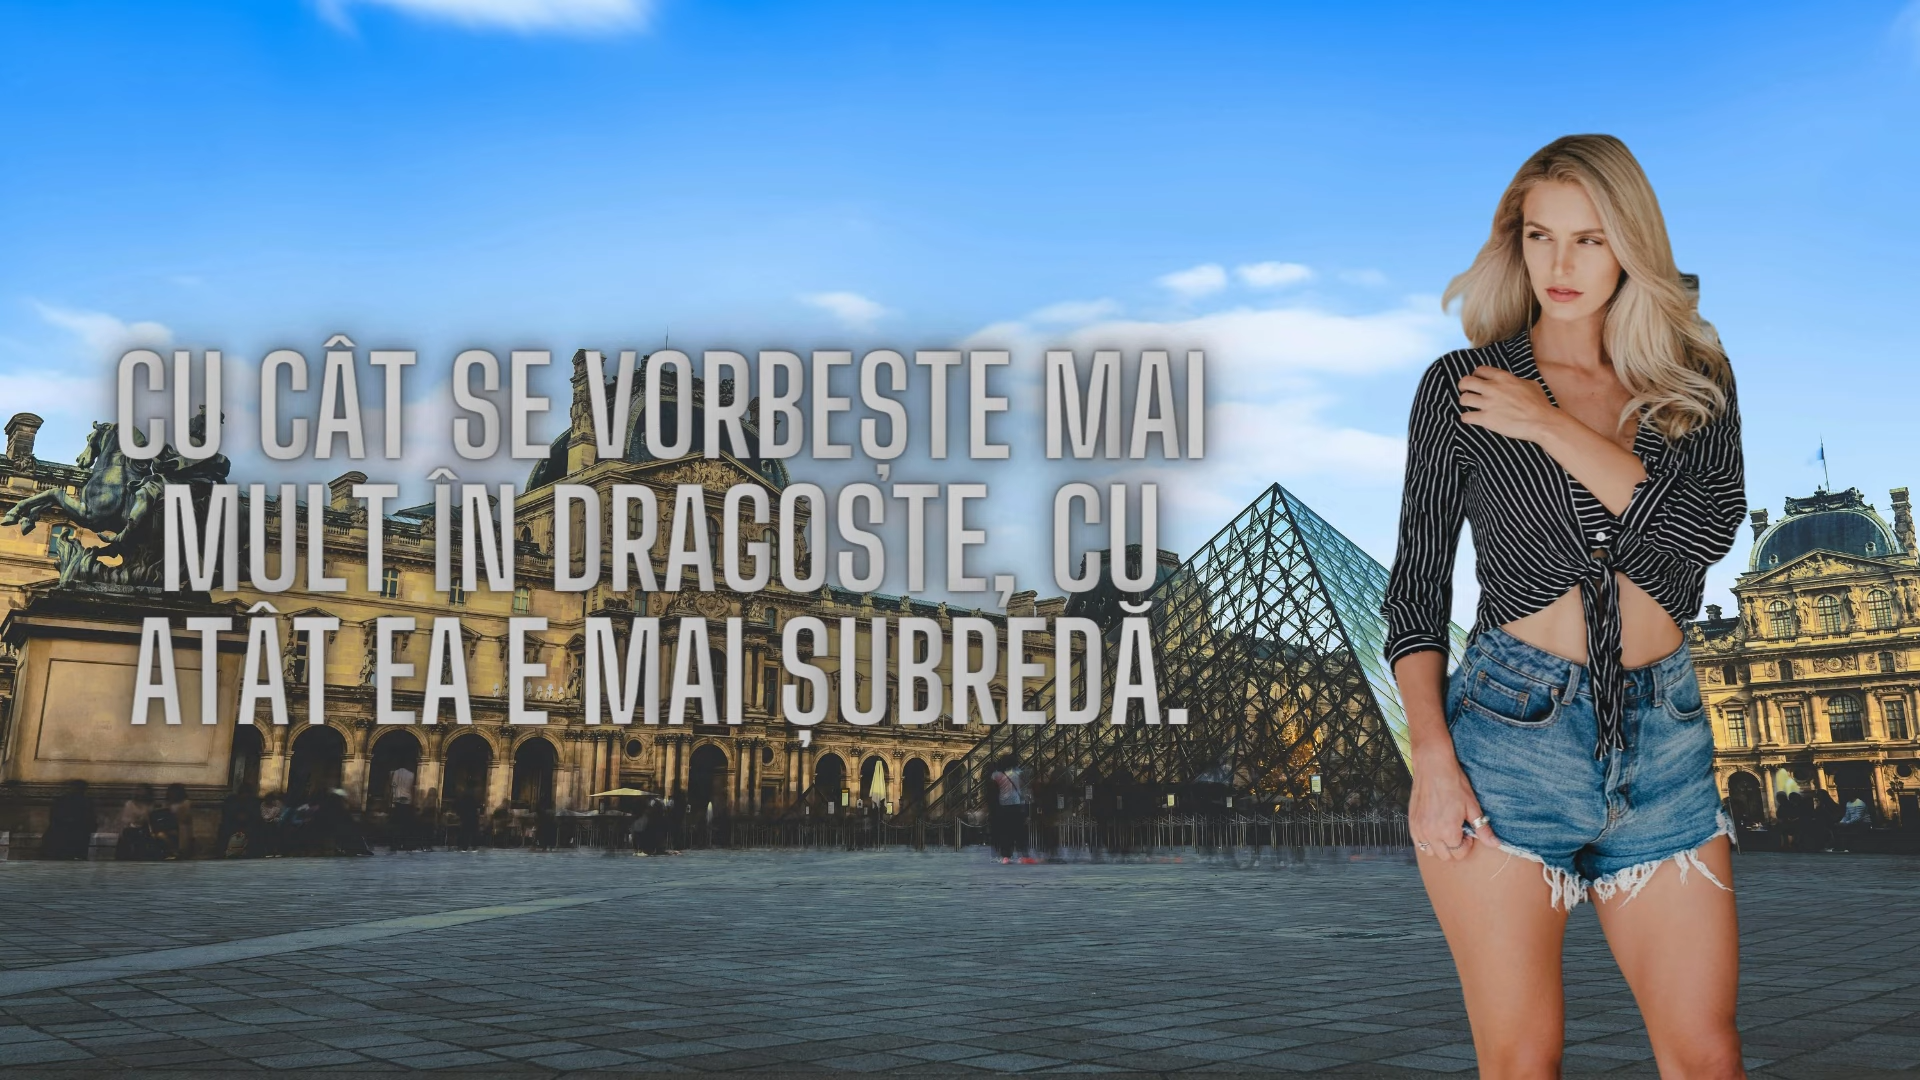 CU CÂT SE VORBEȘTE MAI
MULT ÎN DRAGOSTE, CU
ATÂT EA E MAI ȘUBREDĂ.